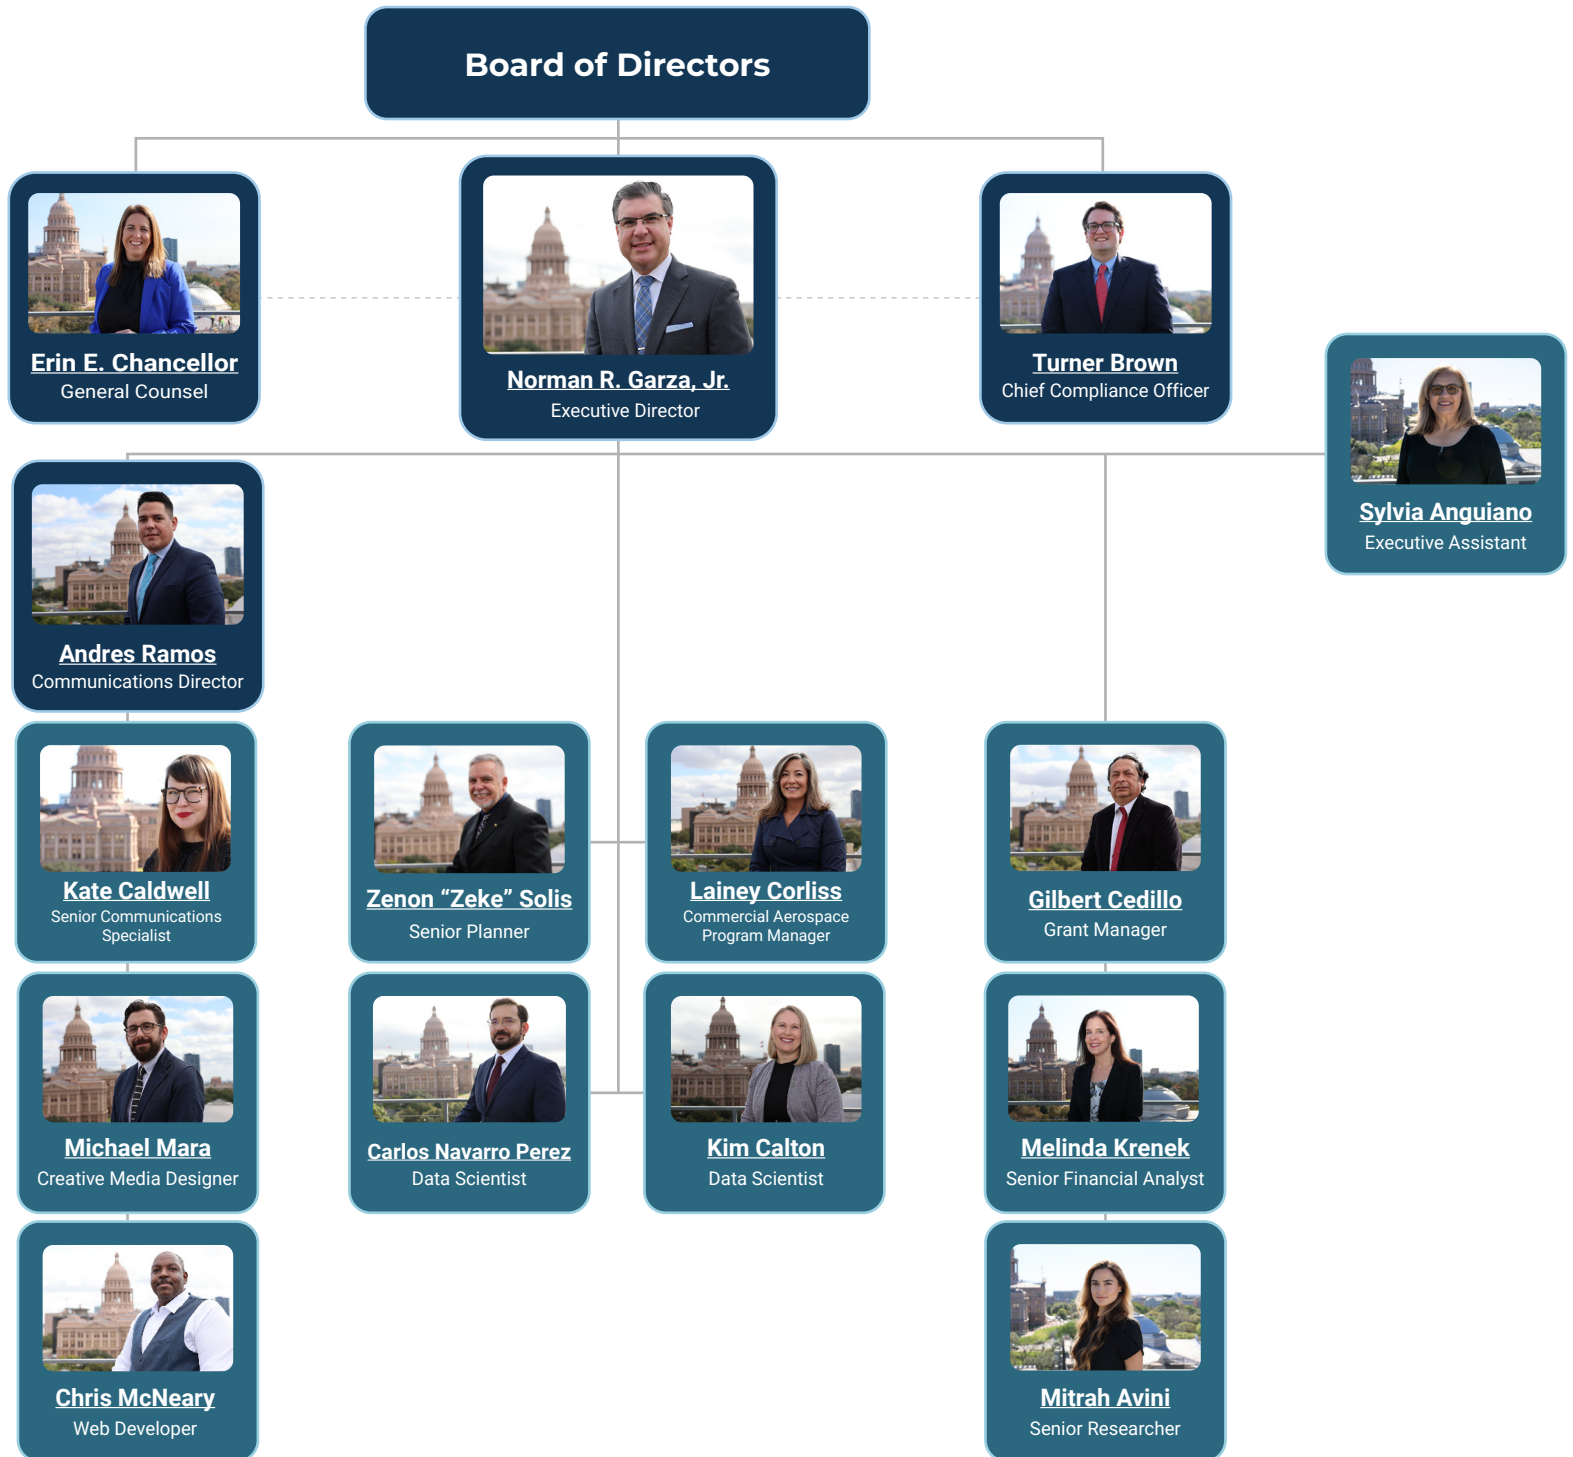 Board of Directors
Erin E. Chancellor
General Counsel
Norman R. Garza, Jr.
Executive Director
Turner Brown
Chief Compliance Officer
Sylvia Anguiano
Executive Assistant
Andres Ramos
Communications Director
Kate Caldwell
Senior Communications
Specialist
Zenon “Zeke” Solis
Senior Planner
Lainey Corliss
Commercial Aerospace
Program Manager
Gilbert Cedillo
Grant Manager
Michael Mara
Creative Media Designer
Carlos Navarro Perez
Data Scientist
Kim Calton
Data Scientist
Melinda Krenek
Senior Financial Analyst
Chris McNeary
Web Developer
Mitrah Avini
Senior Researcher